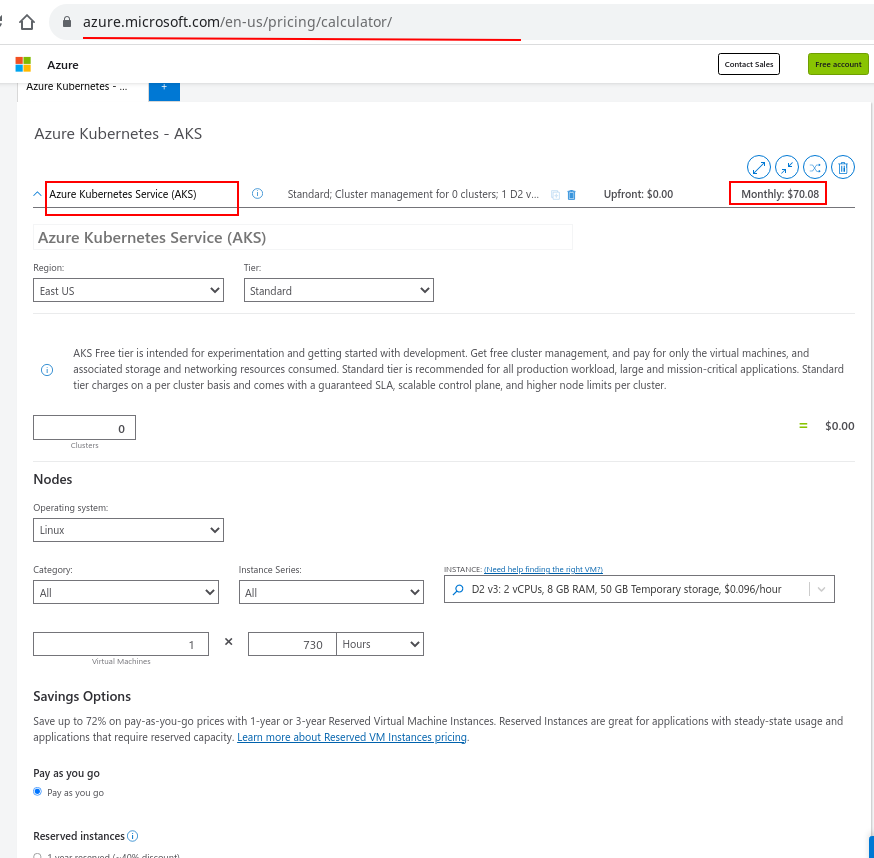 azure.microsoft.com/en-us/pricing/calculator/
Azure
Contact Sales
Free account
Azure Kubernetes - ...
+
Azure Kubernetes - AKS
Azure Kubernetes Service (AKS)
Standard; Cluster management for 0 clusters; 1 D2 v...
Upfront: $0.00
Monthly: $70.08
Azure Kubernetes Service (AKS)
Region:
Tier:
East US
Standard
AKS Free tier is intended for experimentation and getting started with development. Get free cluster management, and pay for only the virtual machines, and
associated storage and networking resources consumed. Standard tier is recommended for all production workload, large and mission-critical applications. Standard
tier charges on a per cluster basis and comes with a guaranteed SLA, scalable control plane, and higher node limits per cluster.
0
= $0.00
Clusters
Nodes
Operating system:
Linux
Category:
Instance Series:
INSTANCE: (Need help finding the right VM?)
All
All
D2 v3: 2 vCPUs, 8 GB RAM, 50 GB Temporary storage, $0.096/hour
1
×
730
Hours
Virtual Machines
Savings Options
Save up to 72% on pay-as-you-go prices with 1-year or 3-year Reserved Virtual Machine Instances. Reserved Instances are great for applications with steady-state usage and
applications that require reserved capacity. Learn more about Reserved VM Instances pricing.
Pay as you go
Pay as you go
Reserved instances
1 year reserved (~40% discount)